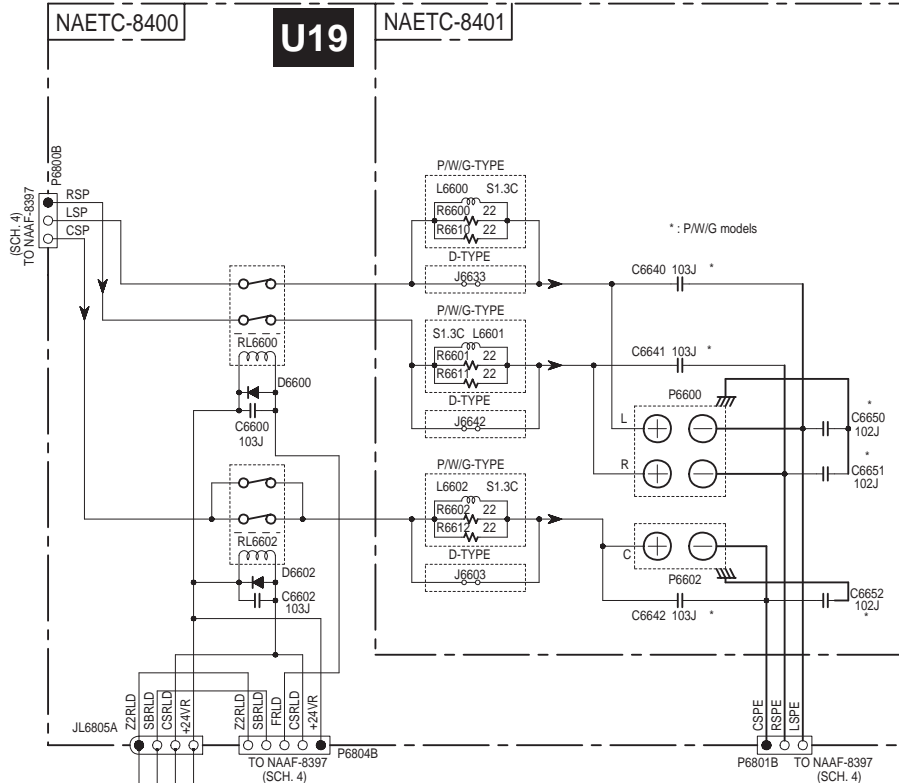 NAETC-8400
U19
NAETC-8401
P6800B
TO NAAF-8397
(SCH. 4)
RSP
LSP
CSP
P/W/G-TYPE
L6600 S1.3C
R6600 22
R6610 22
D-TYPE
J6633
* : P/W/G models
C6640 103J *
P/W/G-TYPE
S1.3C L6601
R6601 22
R6611 22
D-TYPE
J6642
C6641 103J *
RL6600
D6600
C6600
103J
P6600
L
R
*
C6650
102J
*
C6651
102J
P/W/G-TYPE
L6602 S1.3C
R6602 22
R6612 22
D-TYPE
J6603
RL6602
D6602
C6602
103J
C
P6602
C6642 103J *
C6652
102J
*
JL6805A
Z2RLD
SBRLD
CSRLD
+24VR
Z2RLD
SBRLD
FRLD
CSRLD
+24VR
P6804B
TO NAAF-8397
(SCH. 4)
CSPE
RSPE
LSPE
P6801B
TO NAAF-8397
(SCH. 4)